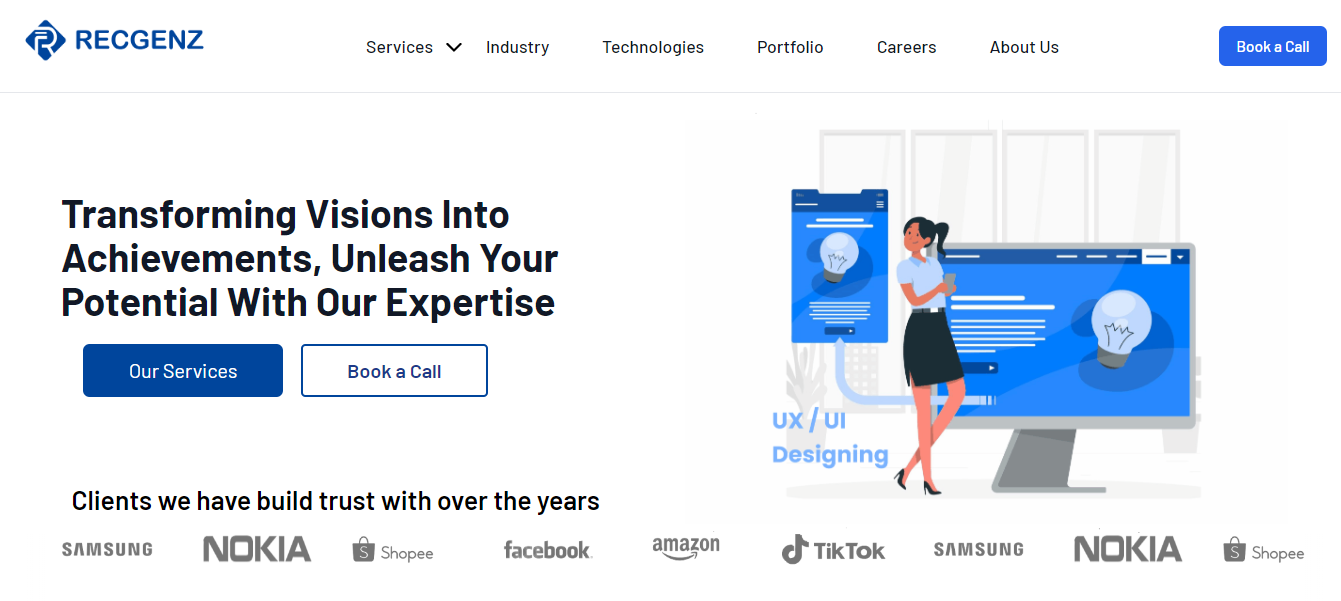 RECGENZ
Services
Industry
Technologies
Portfolio
Careers
About Us
Book a Call
Transforming Visions Into
Achievements, Unleash Your
Potential With Our Expertise
Our Services
Book a Call
UX / UI
Designing
Clients we have build trust with over the years
SAMSUNG
NOKIA
Shopee
facebook
amazon
TikTok
SAMSUNG
NOKIA
Shopee